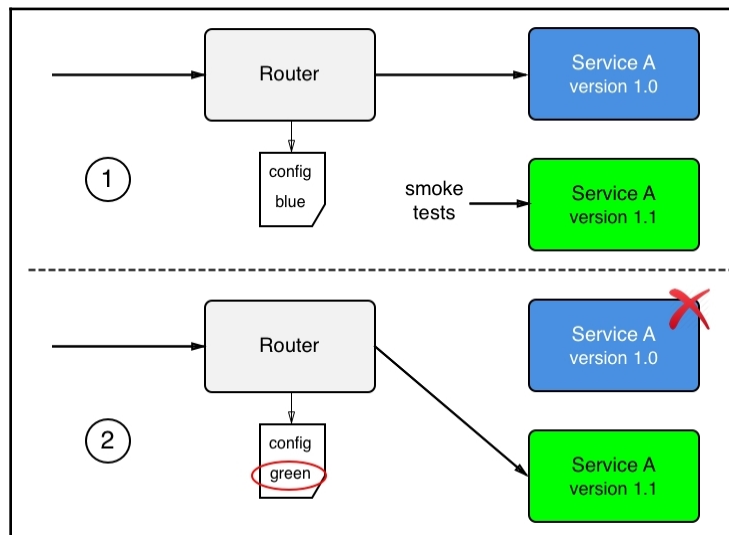 Router
Service A
version 1.0
1
config
blue
smoke
tests
Service A
version 1.1
Router
Service A
version 1.0
2
config
green
Service A
version 1.1